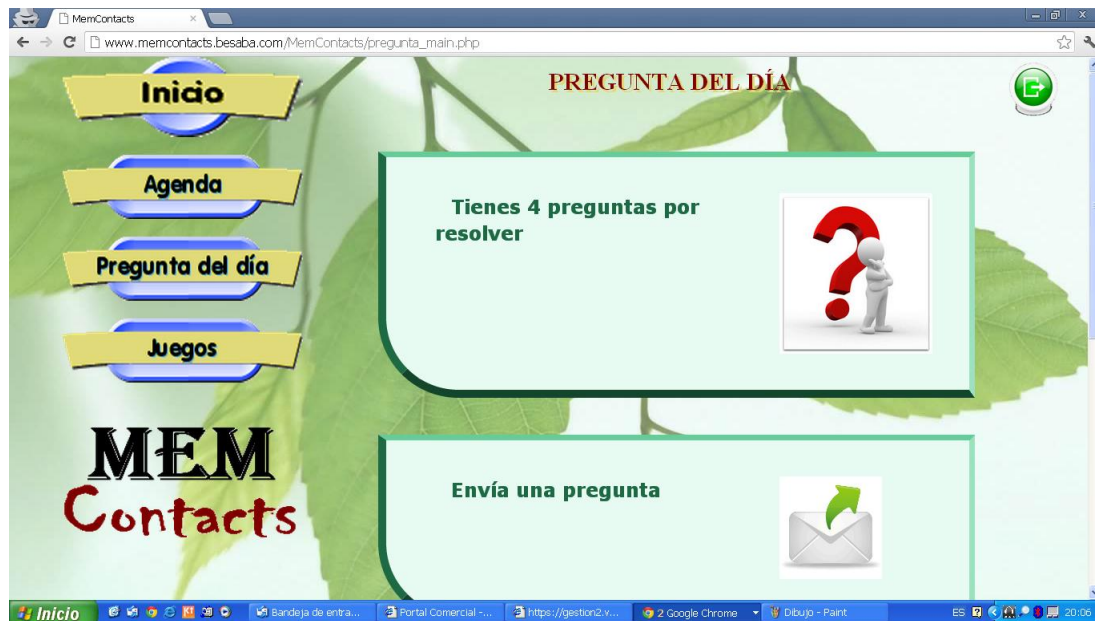 MemContacts
www.memcontacts.besaba.com/MemContacts/pregunta_main.php
Inicio
Agenda
Pregunta del día
Juegos
MEM
Contacts
PREGUNTA DEL DÍA
Tienes 4 preguntas por
resolver
Envía una pregunta
Inicio
Bandeja de entra...
Portal Comercial -...
https://gestion2.v...
2 Google Chrome
Dibujo - Paint
ES
20:06